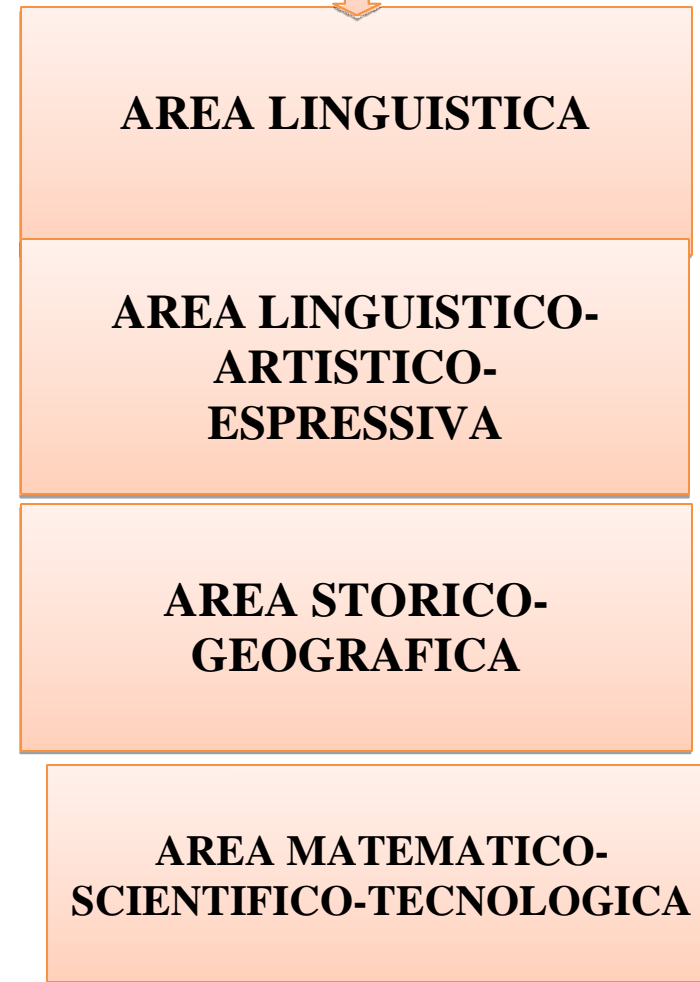 AREA LINGUISTICA
AREA LINGUISTICO-
ARTISTICO-
ESPRESSIVA
AREA STORICO-
GEOGRAFICA
AREA MATEMATICO-
SCIENTIFICO-TECNOLOGICA